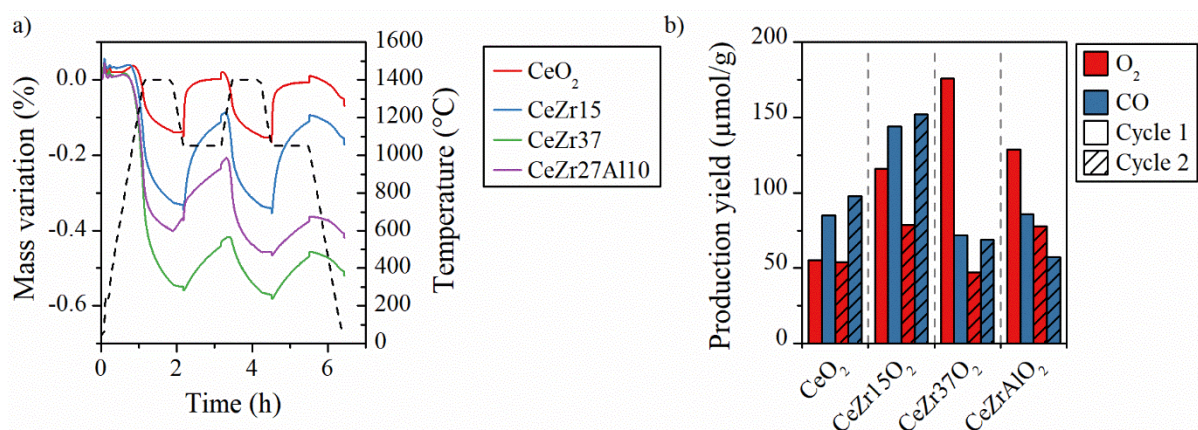 a)
Mass variation (%)
0.0
-0.2
-0.4
-0.6
0
2
4
6
Time (h)
1600
1400
1200
1000
800
600
400
200
0
Temperature (°C)
CeO₂
CeZr15
CeZr37
CeZr27Al10
b)
Production yield (µmol/g)
200
150
100
50
0
CeO₂
CeZr15O₂
CeZr37O₂
CeZrAlO₂
O₂
CO
Cycle 1
Cycle 2